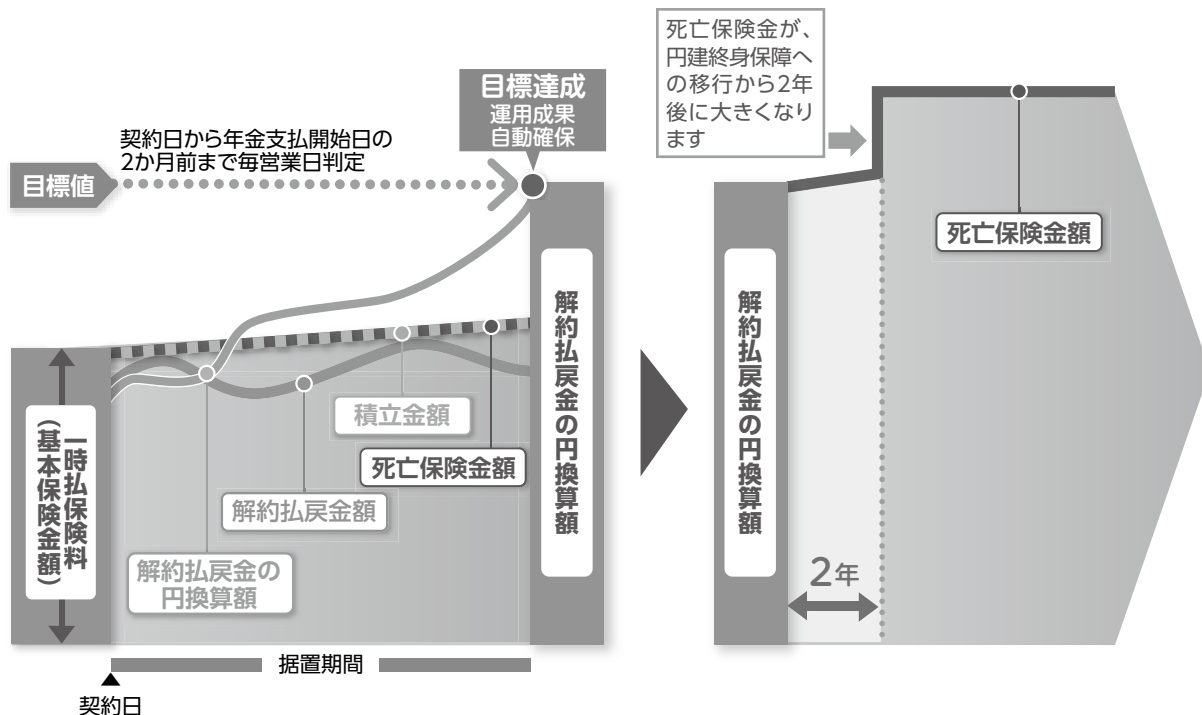 目標達成
運用成果
自動確保
契約日から年金支払開始日の
2か月前まで毎営業日判定
目標値
一時払保険料
(基本保険金額)
積立金額
死亡保険金額
解約払戻金額
解約払戻金の
円換算額
解約払戻金の円換算額
据置期間
契約日
死亡保険金が、
円建終身保障へ
の移行から2年
後に大きくなり
ます
死亡保険金額
解約払戻金の円換算額
2年